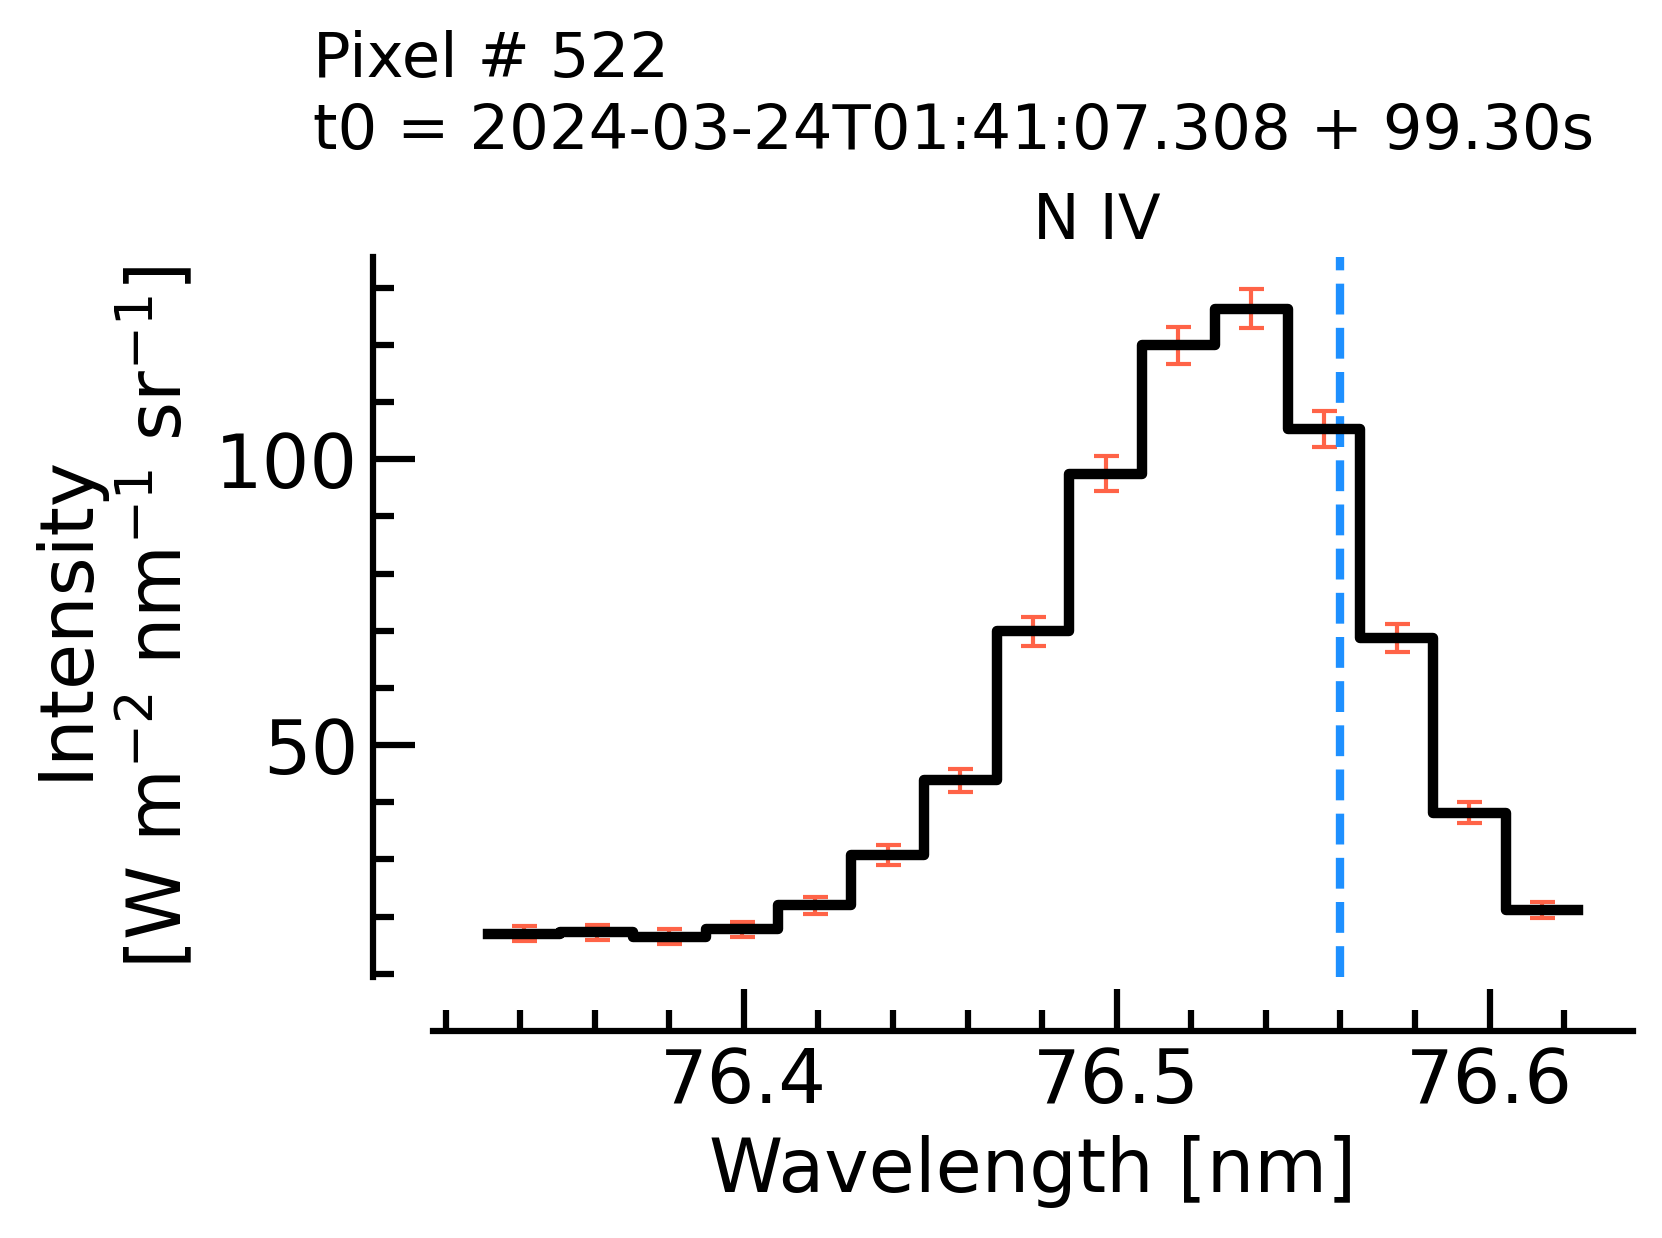 Pixel # 522
t0 = 2024-03-24T01:41:07.308 + 99.30s
N IV
Intensity
[W m⁻² nm⁻¹ sr⁻¹]
100
50
76.4 76.5 76.6
Wavelength [nm]